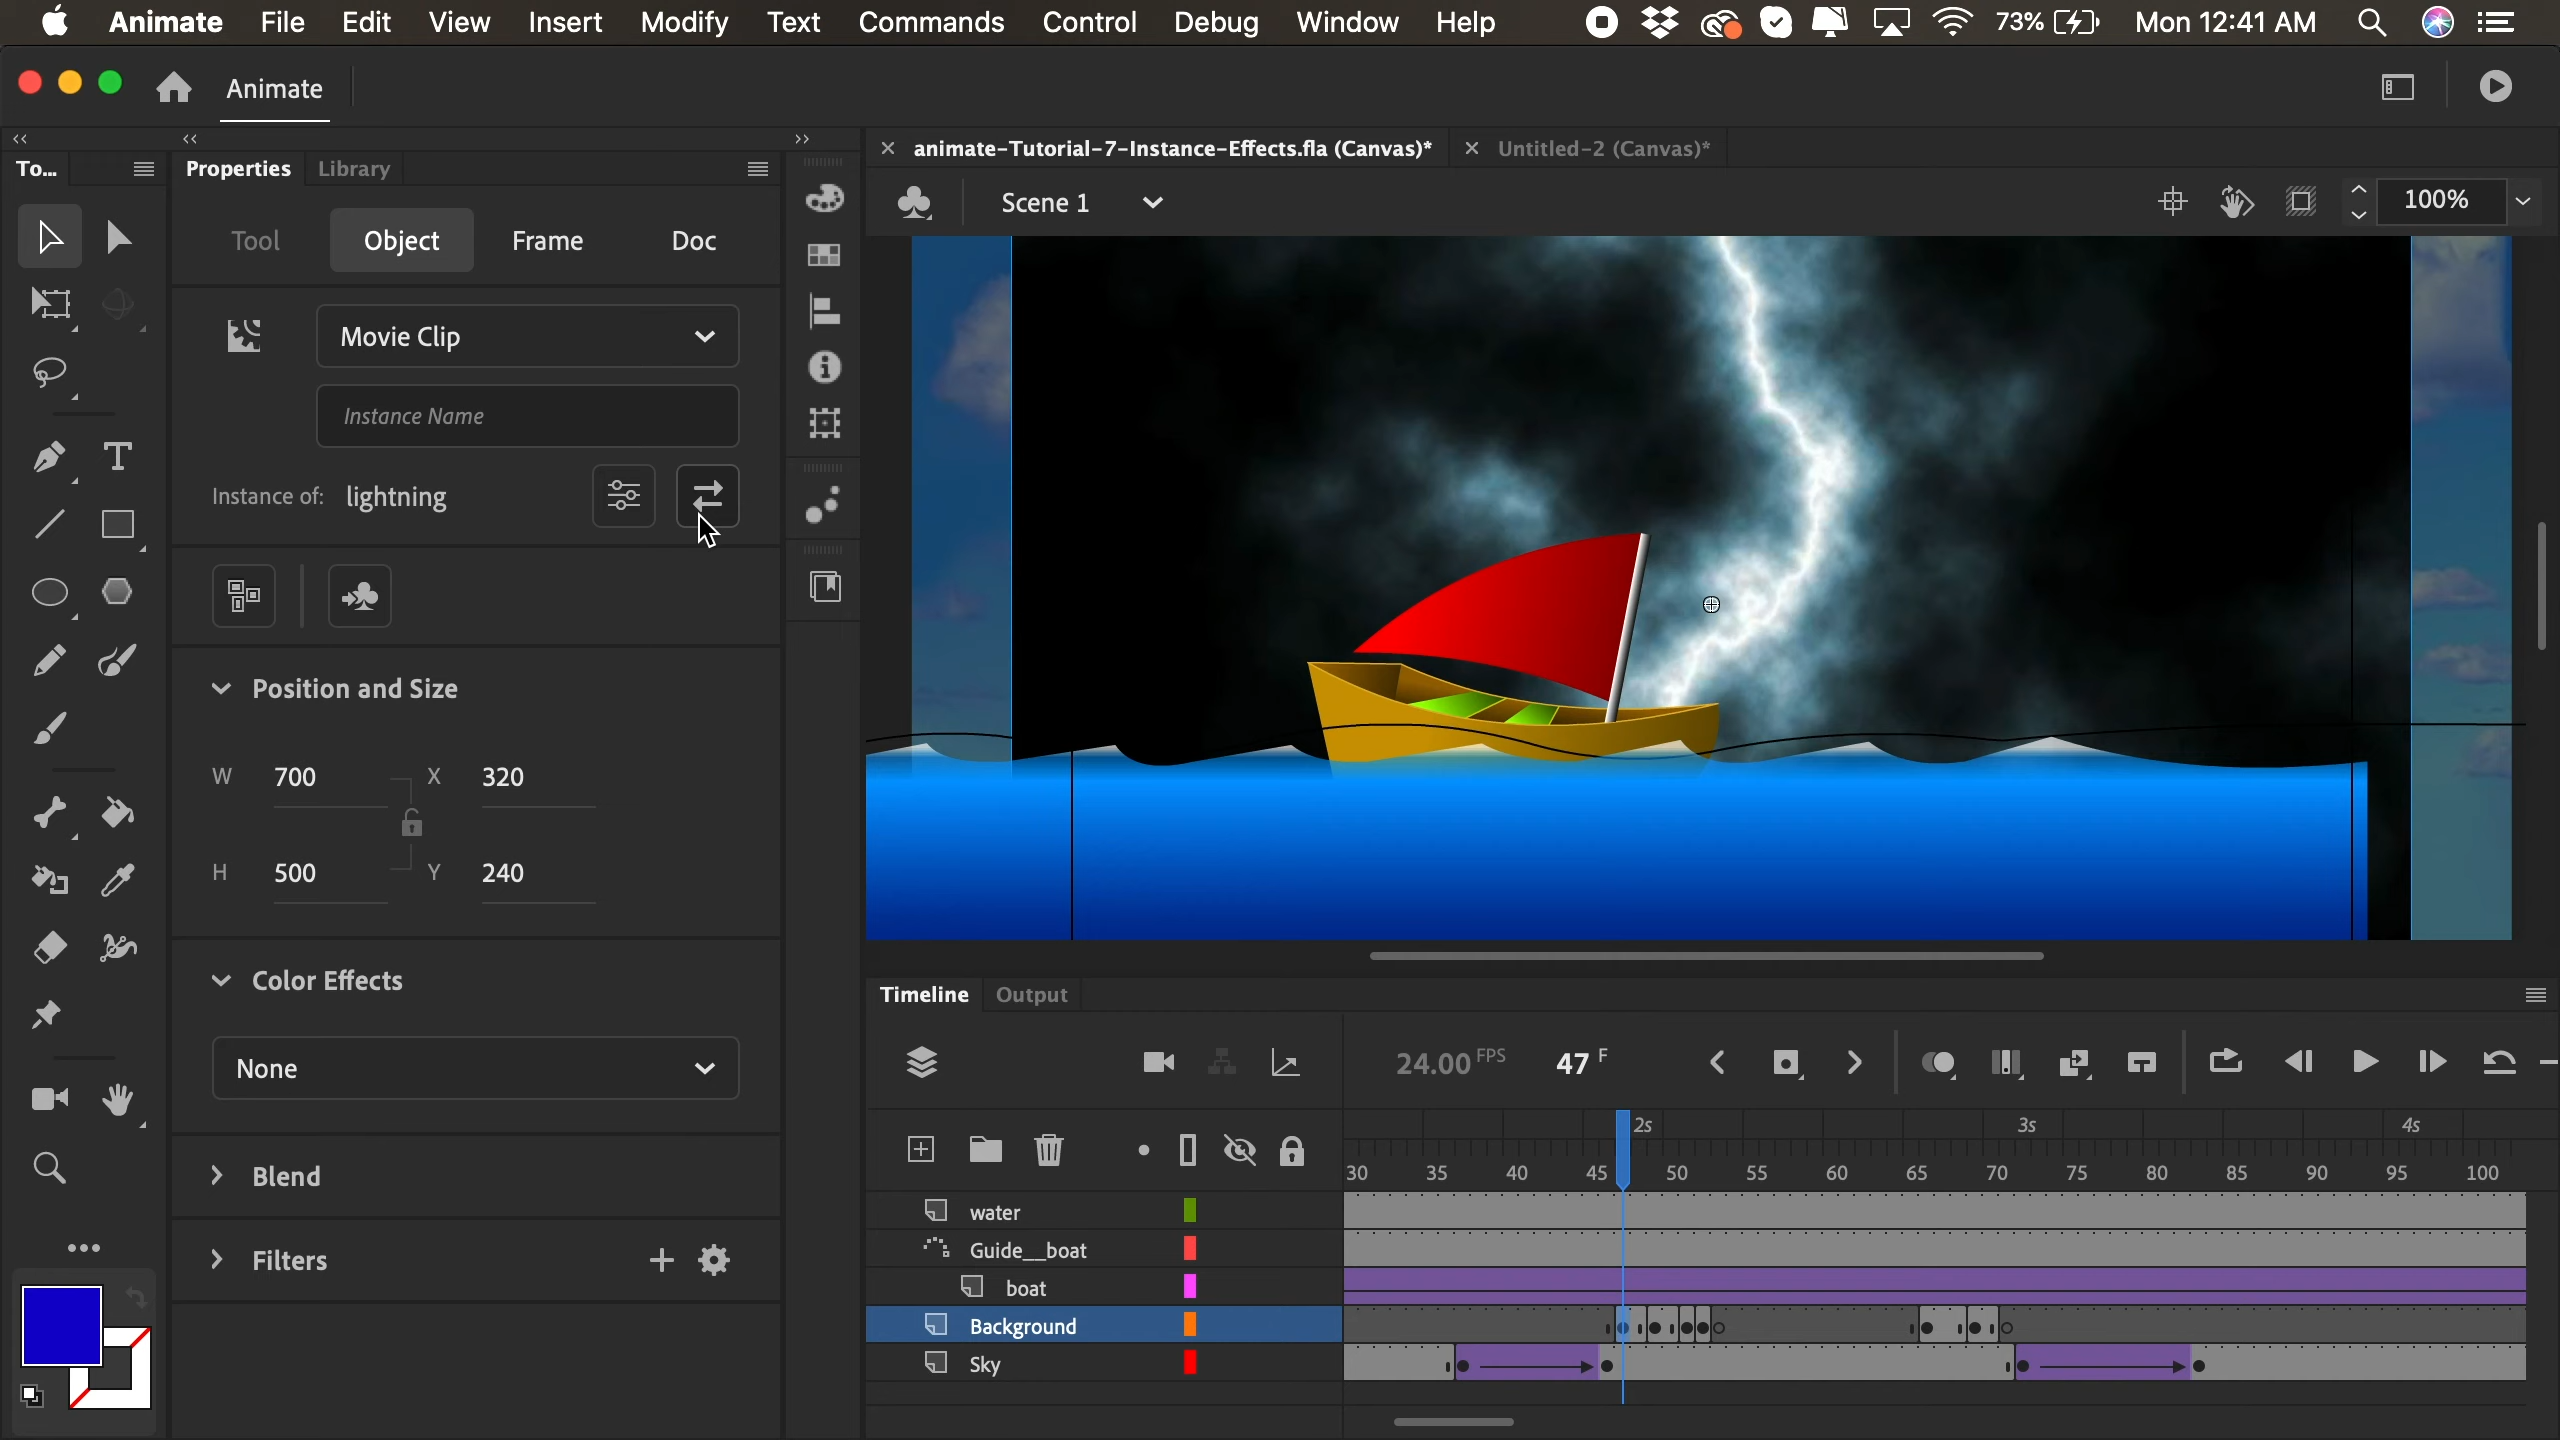 Animate File Edit View Insert Modify Text Commands Control Debug Window Help 73% Mon 12:41 AM
Animate
To...
Properties Library
Tool Object Frame Doc
Movie Clip
Instance Name
Instance of: lightning
Position and Size
W 700 X 320
H 500 Y 240
Color Effects
None
Blend
Filters
animate-Tutorial-7-Instance-Effects.fla (Canvas)* Untitled-2 (Canvas)*
Scene 1 100%
Timeline Output
24.00 FPS 47 F
2s 3s 4s
30 35 40 45 50 55 60 65 70 75 80 85 90 95 100
water
Guide__boat
boat
Background
Sky